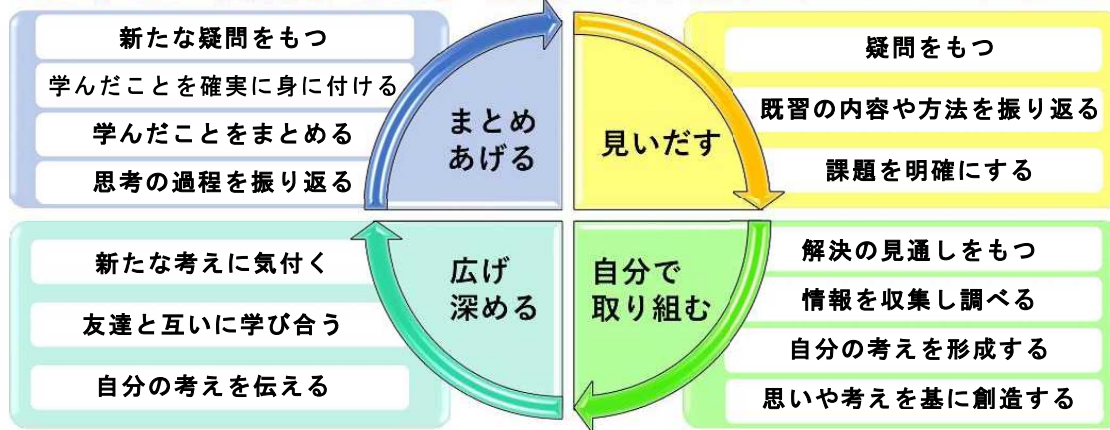 新たな疑問をもつ
学んだことを確実に身に付ける
学んだことをまとめる
思考の過程を振り返る
まとめ
あげる
見いだす
疑問をもつ
既習の内容や方法を振り返る
課題を明確にする
新たな考えに気付く
友達と互いに学び合う
自分の考えを伝える
広げ
深める
自分で
取り組む
解決の見通しをもつ
情報を収集し調べる
自分の考えを形成する
思いや考えを基に創造する